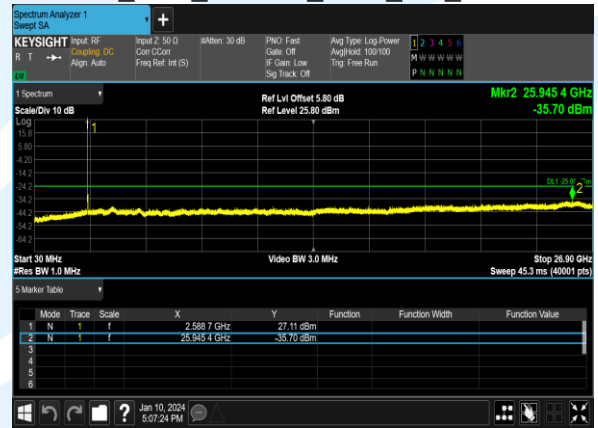 Spectrum Analyzer 1
Swept SA
+
KEYSIGHT Input: RF Input Z: 50 Ω #Atten: 30 dB PNO: Fast Avg Type: Log-Power 1 2 3 4 5 6
R T Coupling: DC Corr CCorr Gate: Off Avg|Hold: 100/100 M W W W W W
Align: Auto Freq Ref: Int (S) IF Gain: Low Trig: Free Run
Sig Track: Off P N N N N N
1 Spectrum Ref Lvl Offset 5.80 dB Mkr2 25.945 4 GHz
Scale/Div 10 dB Ref Level 25.80 dBm -35.70 dBm
Log
15.8
5.80
-4.20
-14.2
-24.2
-34.2
-44.2
-54.2
1
2
Start 30 MHz Video BW 3.0 MHz Stop 26.90 GHz
#Res BW 1.0 MHz Sweep 45.3 ms (40001 pts)
5 Marker Table
Mode Trace Scale X Y Function Function Width Function Value
1 N 1 f 2.588 7 GHz 27.11 dBm
2 N 1 f 25.945 4 GHz -35.70 dBm
3
4
5
6
? Jan 10, 2024
5:07:24 PM